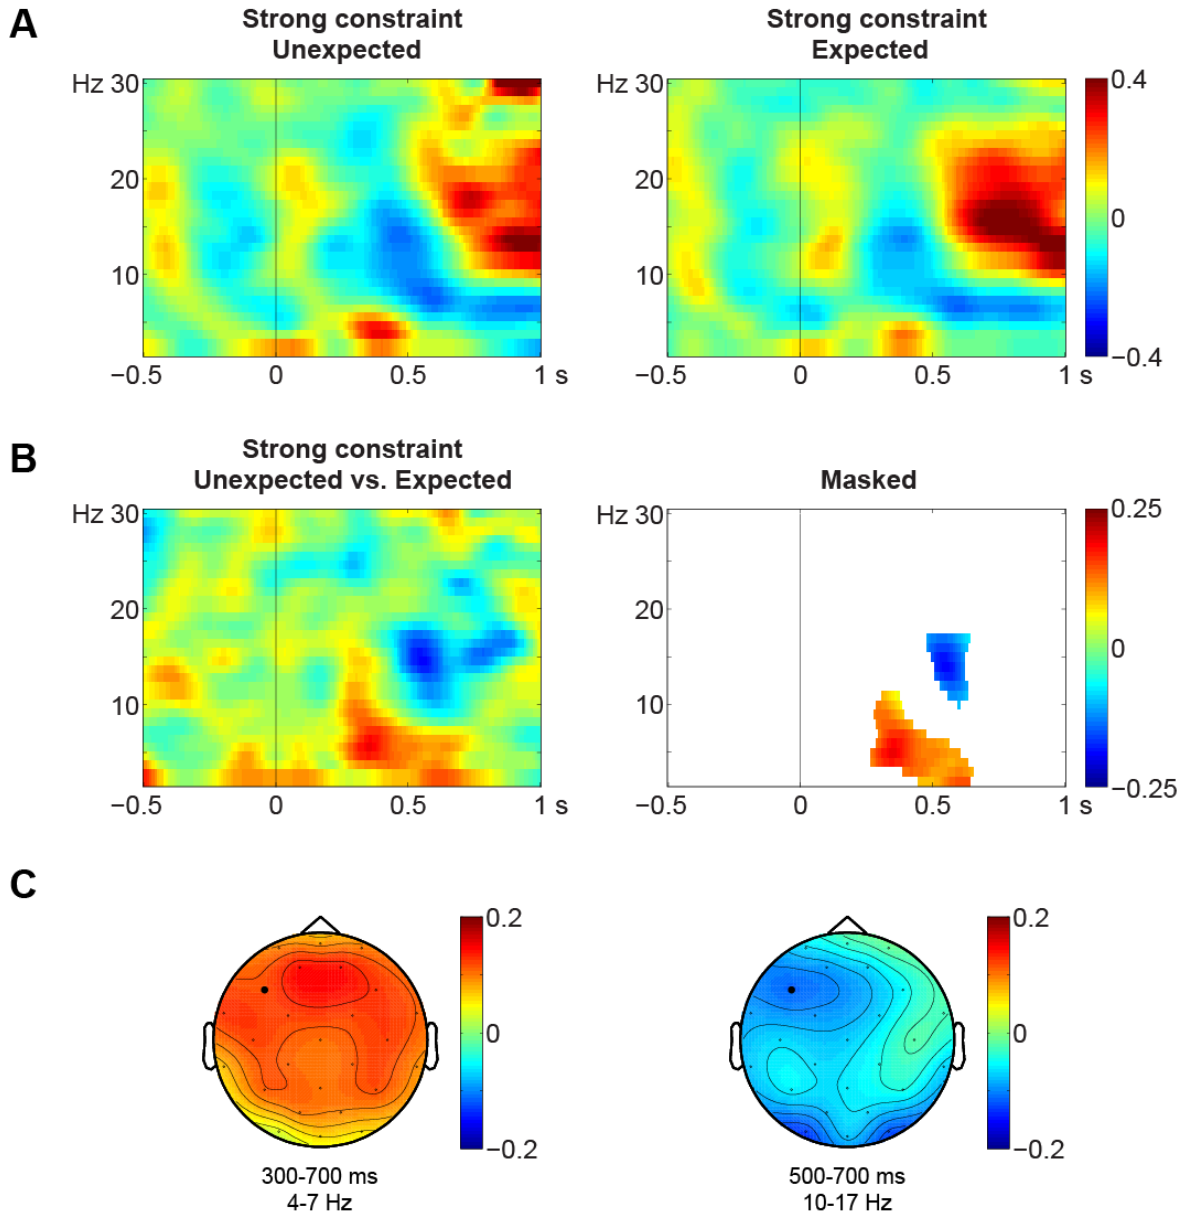 A
Strong constraint
Unexpected
Strong constraint
Expected
Hz 30
20
10
−0.5 0 0.5 1 s
Hz 30
20
10
−0.5 0 0.5 1 s
0.4
0
−0.4
B
Strong constraint
Unexpected vs. Expected
Masked
Hz 30
20
10
−0.5 0 0.5 1 s
Hz 30
20
10
−0.5 0 0.5 1 s
0.25
0
−0.25
C
0.2
0
−0.2
300-700 ms
4-7 Hz
0.2
0
−0.2
500-700 ms
10-17 Hz